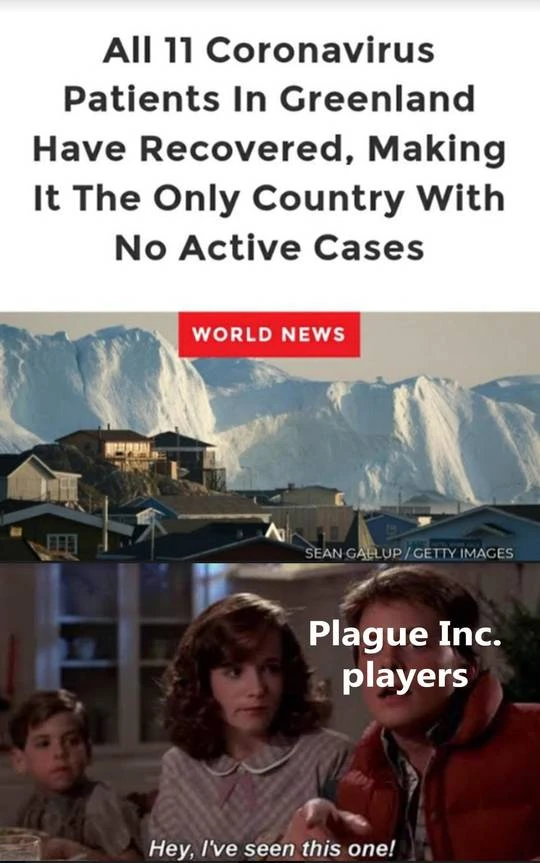 All 11 Coronavirus
Patients In Greenland
Have Recovered, Making
It The Only Country With
No Active Cases
WORLD NEWS
SEAN GALLUP / GETTY IMAGES
Plague Inc.
players
Hey, I've seen this one!